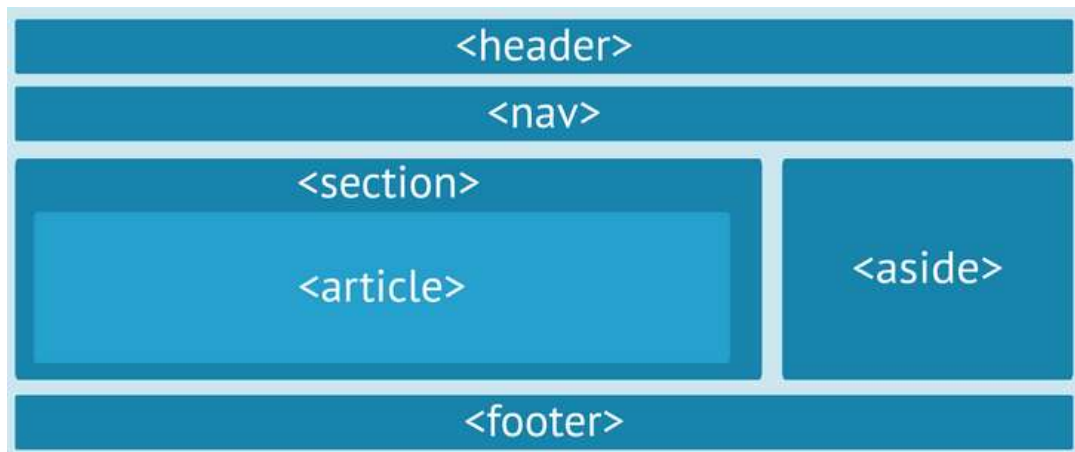 <header>
<nav>
<section>
<article>
<aside>
<footer>